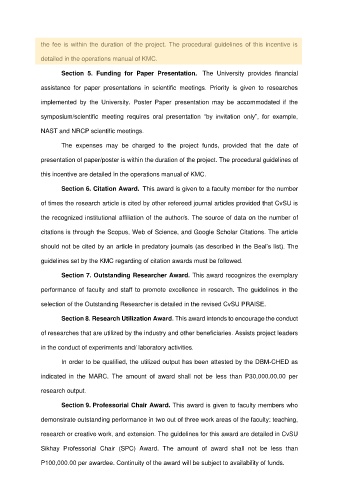 the fee is within the duration of the project. The procedural guidelines of this incentive is
detailed in the operations manual of KMC.
Section 5. Funding for Paper Presentation. The University provides financial
assistance for paper presentations in scientific meetings. Priority is given to researches
implemented by the University. Poster Paper presentation may be accommodated if the
symposium/scientific meeting requires oral presentation "by invitation only", for example,
NAST and NRCP scientific meetings.
The expenses may be charged to the project funds, provided that the date of
presentation of paper/poster is within the duration of the project. The procedural guidelines of
this incentive are detailed in the operations manual of KMC.
Section 6. Citation Award. This award is given to a faculty member for the number
of times the research article is cited by other refereed journal articles provided that CvSU is
the recognized institutional affiliation of the author/s. The source of data on the number of
citations is through the Scopus, Web of Science, and Google Scholar Citations. The article
should not be cited by an article in predatory journals (as described in the Beal's list). The
guidelines set by the KMC regarding of citation awards must be followed.
Section 7. Outstanding Researcher Award. This award recognizes the exemplary
performance of faculty and staff to promote excellence in research. The guidelines in the
selection of the Outstanding Researcher is detailed in the revised CvSU PRAISE.
Section 8. Research Utilization Award. This award intends to encourage the conduct
of researches that are utilized by the industry and other beneficiaries. Assists project leaders
in the conduct of experiments and/ laboratory activities.
In order to be qualified, the utilized output has been attested by the DBM-CHED as
indicated in the MARC. The amount of award shall not be less than P30,000.00.00 per
research output.
Section 9. Professorial Chair Award. This award is given to faculty members who
demonstrate outstanding performance in two out of three work areas of the faculty: teaching,
research or creative work, and extension. The guidelines for this award are detailed in CvSU
Sikhay Professorial Chair (SPC) Award. The amount of award shall not be less than
P100,000.00 per awardee. Continuity of the award will be subject to availability of funds.